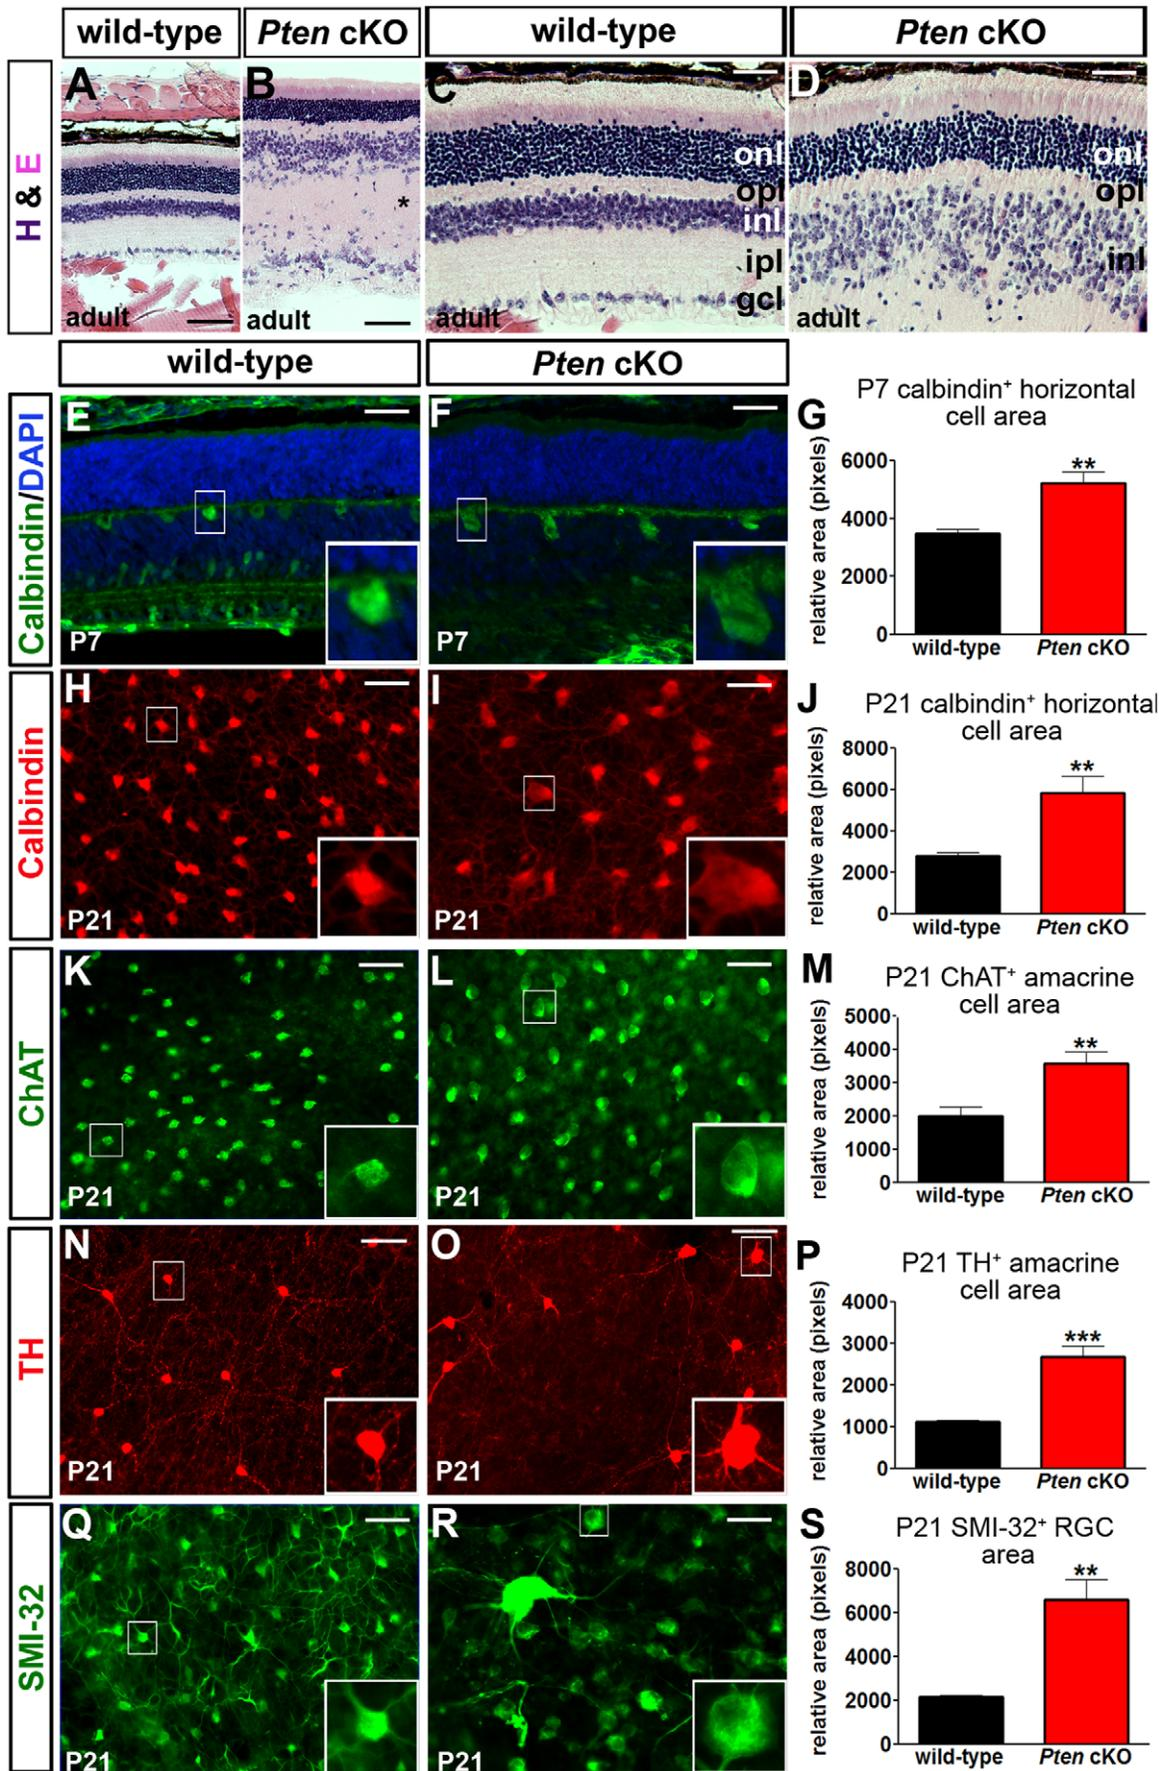 wild-type
Pten cKO
wild-type
Pten cKO
H & E
A
B
C
D
*
onl
opl
inl
ipl
gcl
onl
opl
inl
adult
adult
adult
adult
wild-type
Pten cKO
Calbindin/DAPI
E
F
P7
P7
G
P7 calbindin⁺ horizontal
cell area
relative area (pixels)
6000
4000
2000
0
**
wild-type
Pten cKO
Calbindin
H
I
P21
P21
J
P21 calbindin⁺ horizontal
cell area
relative area (pixels)
8000
6000
4000
2000
0
**
wild-type
Pten cKO
ChAT
K
L
P21
P21
M
P21 ChAT⁺ amacrine
cell area
relative area (pixels)
5000
4000
3000
2000
1000
0
**
wild-type
Pten cKO
TH
N
O
P21
P21
P
P21 TH⁺ amacrine
cell area
relative area (pixels)
4000
3000
2000
1000
0
***
wild-type
Pten cKO
SMI-32
Q
R
P21
P21
S
P21 SMI-32⁺ RGC
area
relative area (pixels)
8000
6000
4000
2000
0
**
wild-type
Pten cKO